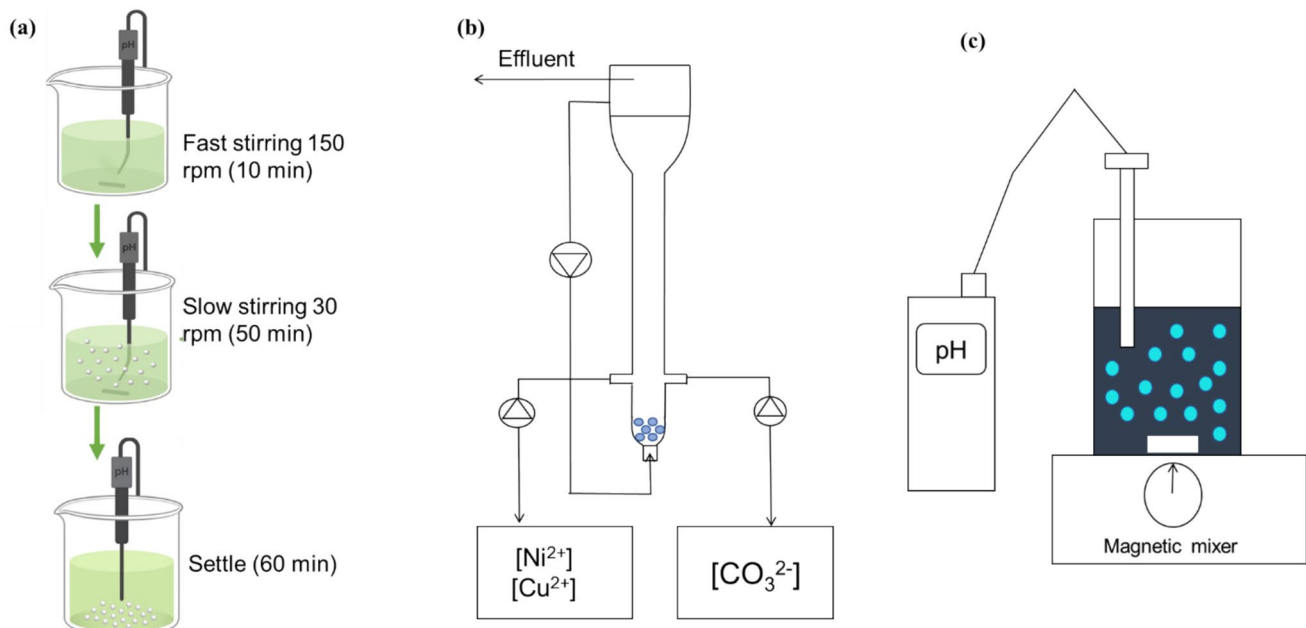 (a)
pH
Fast stirring 150
rpm (10 min)
pH
Slow stirring 30
rpm (50 min)
pH
Settle (60 min)
(b)
Effluent
[Ni²⁺]
[Cu²⁺]
[CO₃²⁻]
(c)
pH
Magnetic mixer